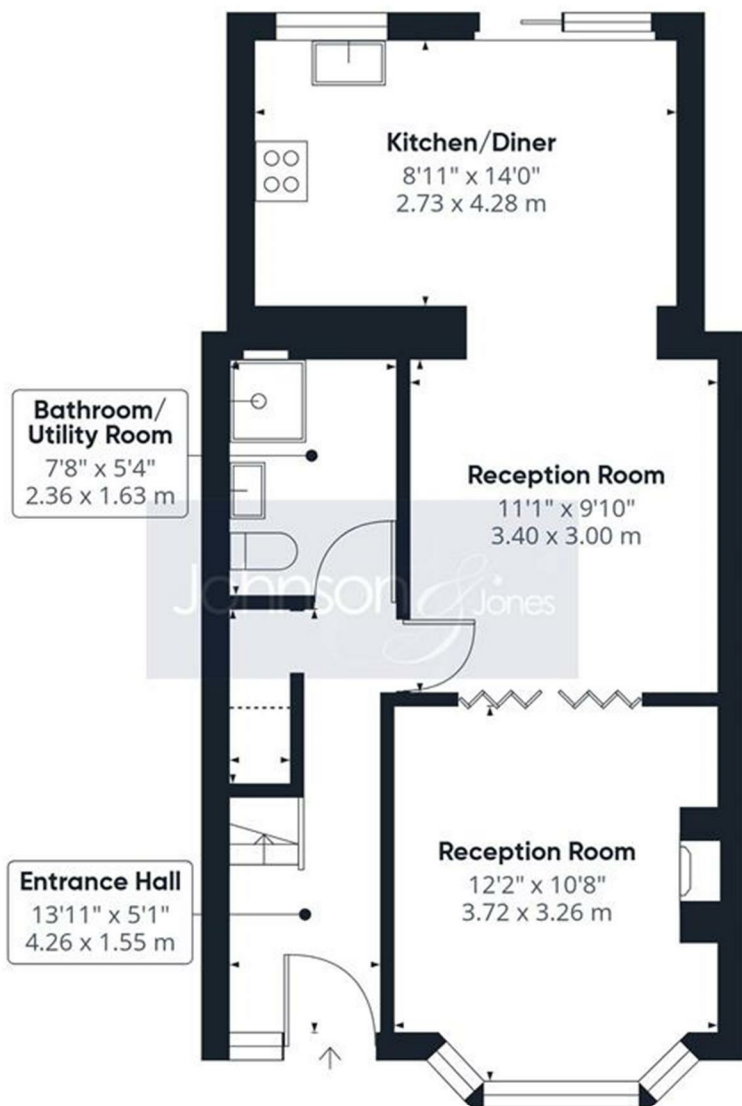 Kitchen/Diner
8'11" x 14'0"
2.73 x 4.28 m
Bathroom/
Utility Room
7'8" x 5'4"
2.36 x 1.63 m
Reception Room
11'1" x 9'10"
3.40 x 3.00 m
Johnson & Jones
Entrance Hall
13'11" x 5'1"
4.26 x 1.55 m
Reception Room
12'2" x 10'8"
3.72 x 3.26 m